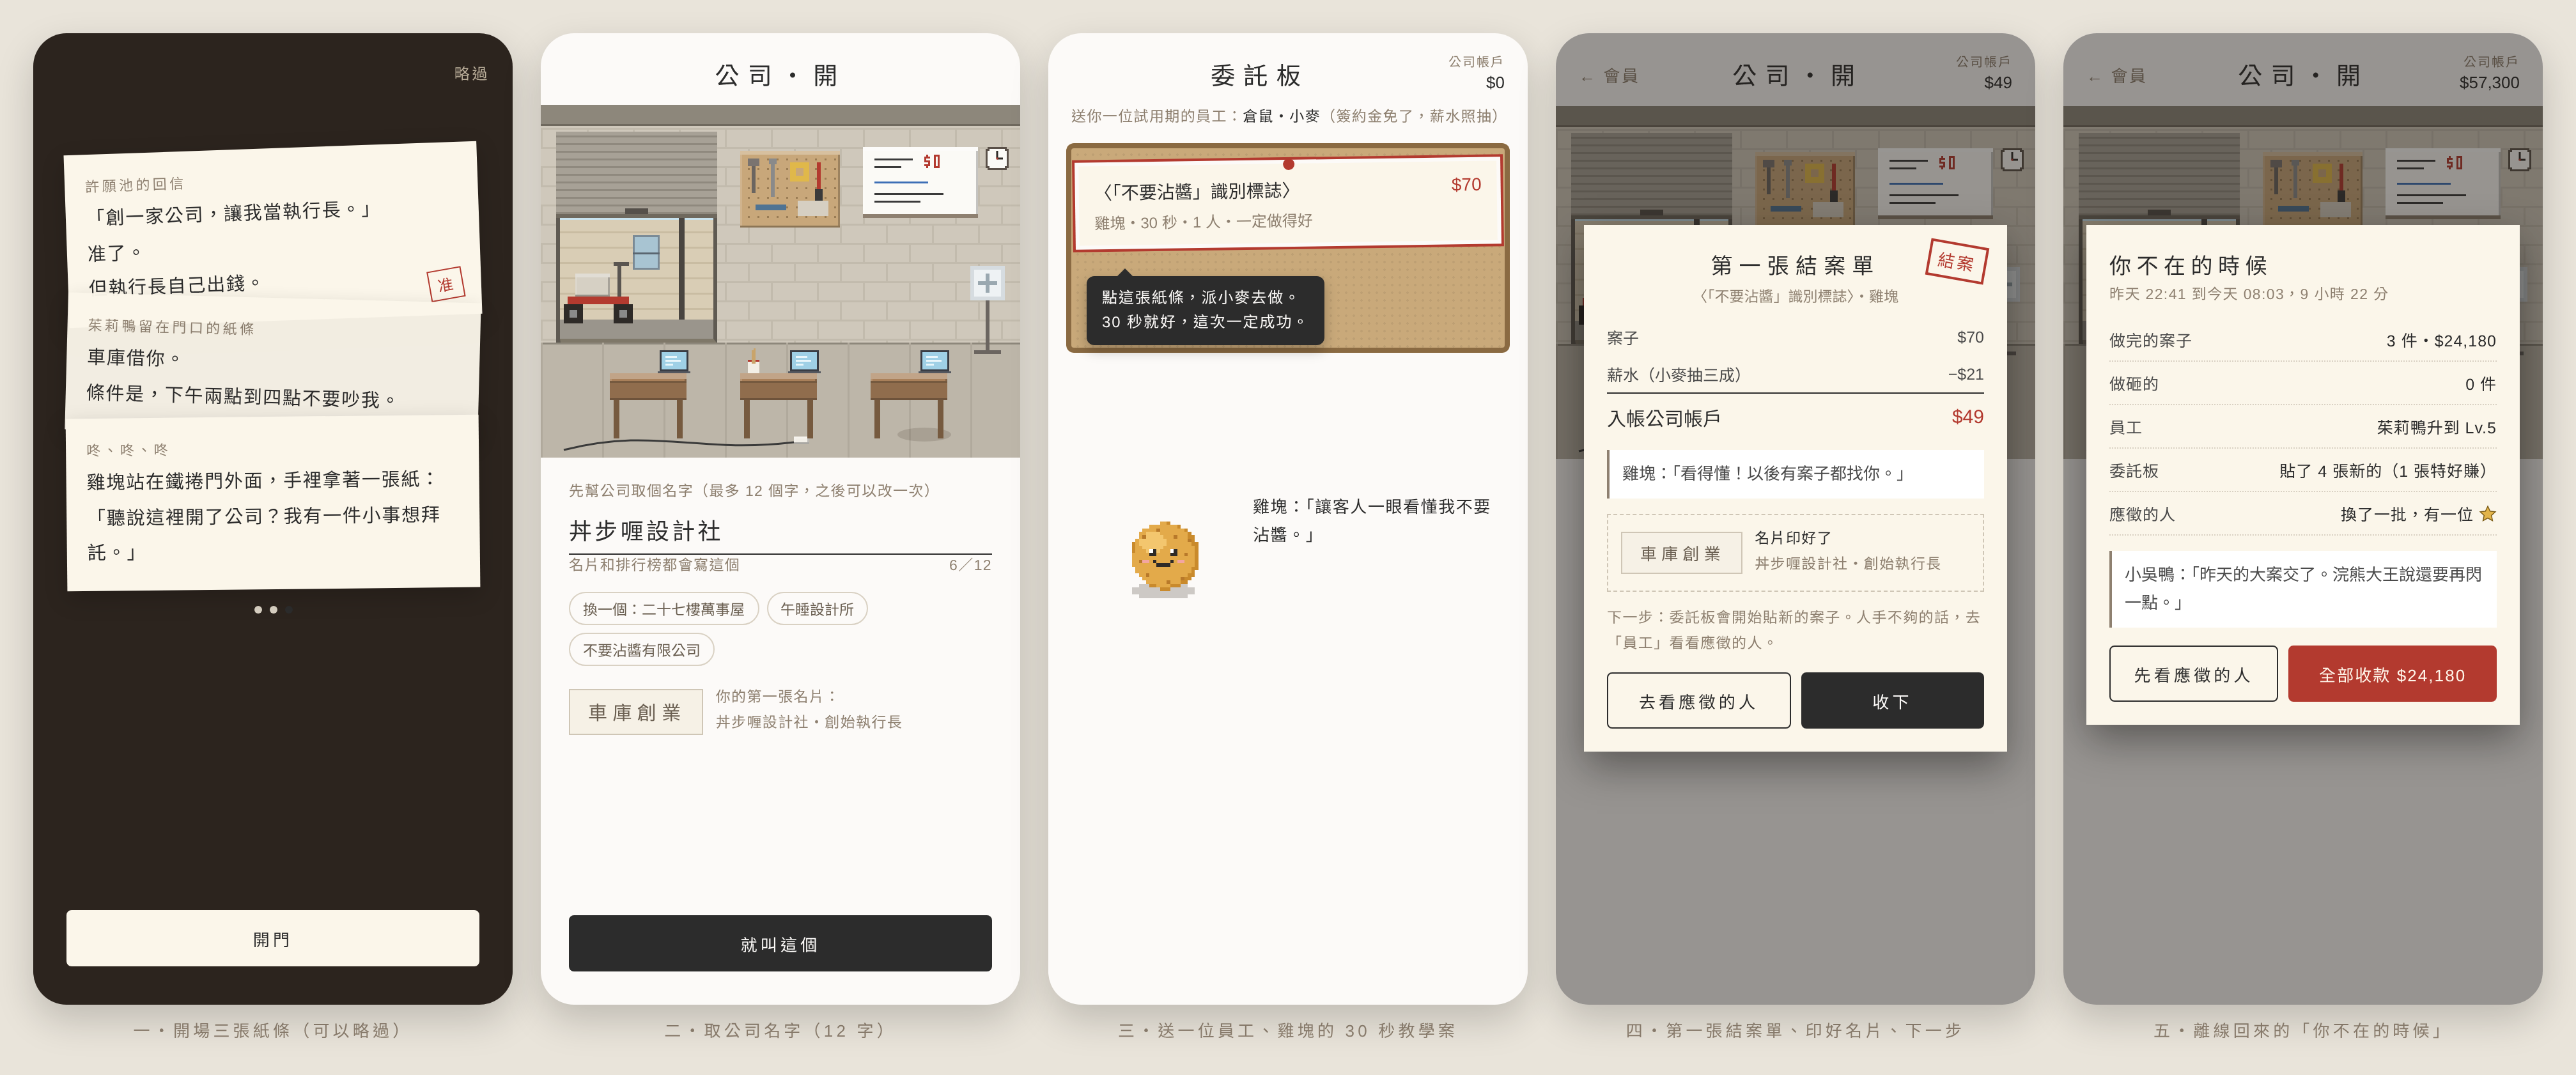 略過
許願池的回信
「創一家公司，讓我當執行長。」
准了。
但執行長自己出錢。
准
茱莉鴨留在門口的紙條
車庫借你。
條件是，下午兩點到四點不要吵我。
咚、咚、咚
雞塊站在鐵捲門外面，手裡拿著一張紙：
「聽說這裡開了公司？我有一件小事想拜
託。」
開門
一・開場三張紙條（可以略過）
公司・開
$0
先幫公司取個名字（最多 12 個字，之後可以改一次）
丼步喱設計社
名片和排行榜都會寫這個
6／12
換一個：二十七樓萬事屋
午睡設計所
不要沾醬有限公司
車庫創業
你的第一張名片：
丼步喱設計社・創始執行長
就叫這個
二・取公司名字（12 字）
委託板
公司帳戶
$0
送你一位試用期的員工：倉鼠・小麥（簽約金免了，薪水照抽）
〈「不要沾醬」識別標誌〉
$70
雞塊・30 秒・1 人・一定做得好
點這張紙條，派小麥去做。
30 秒就好，這次一定成功。
雞塊：「讓客人一眼看懂我不要
沾醬。」
三・送一位員工、雞塊的 30 秒教學案
← 會員
公司・開
公司帳戶
$49
$0
第一張結案單
結案
〈「不要沾醬」識別標誌〉・雞塊
案子
$70
薪水（小麥抽三成）
−$21
入帳公司帳戶
$49
雞塊：「看得懂！以後有案子都找你。」
車庫創業
名片印好了
丼步喱設計社・創始執行長
下一步：委託板會開始貼新的案子。人手不夠的話，去
「員工」看看應徵的人。
去看應徵的人
收下
四・第一張結案單、印好名片、下一步
← 會員
公司・開
公司帳戶
$57,300
$0
你不在的時候
昨天 22:41 到今天 08:03，9 小時 22 分
做完的案子
3 件・$24,180
做砸的
0 件
員工
茱莉鴨升到 Lv.5
委託板
貼了 4 張新的（1 張特好賺）
應徵的人
換了一批，有一位
小吳鴨：「昨天的大案交了。浣熊大王說還要再閃
一點。」
先看應徵的人
全部收款 $24,180
五・離線回來的「你不在的時候」